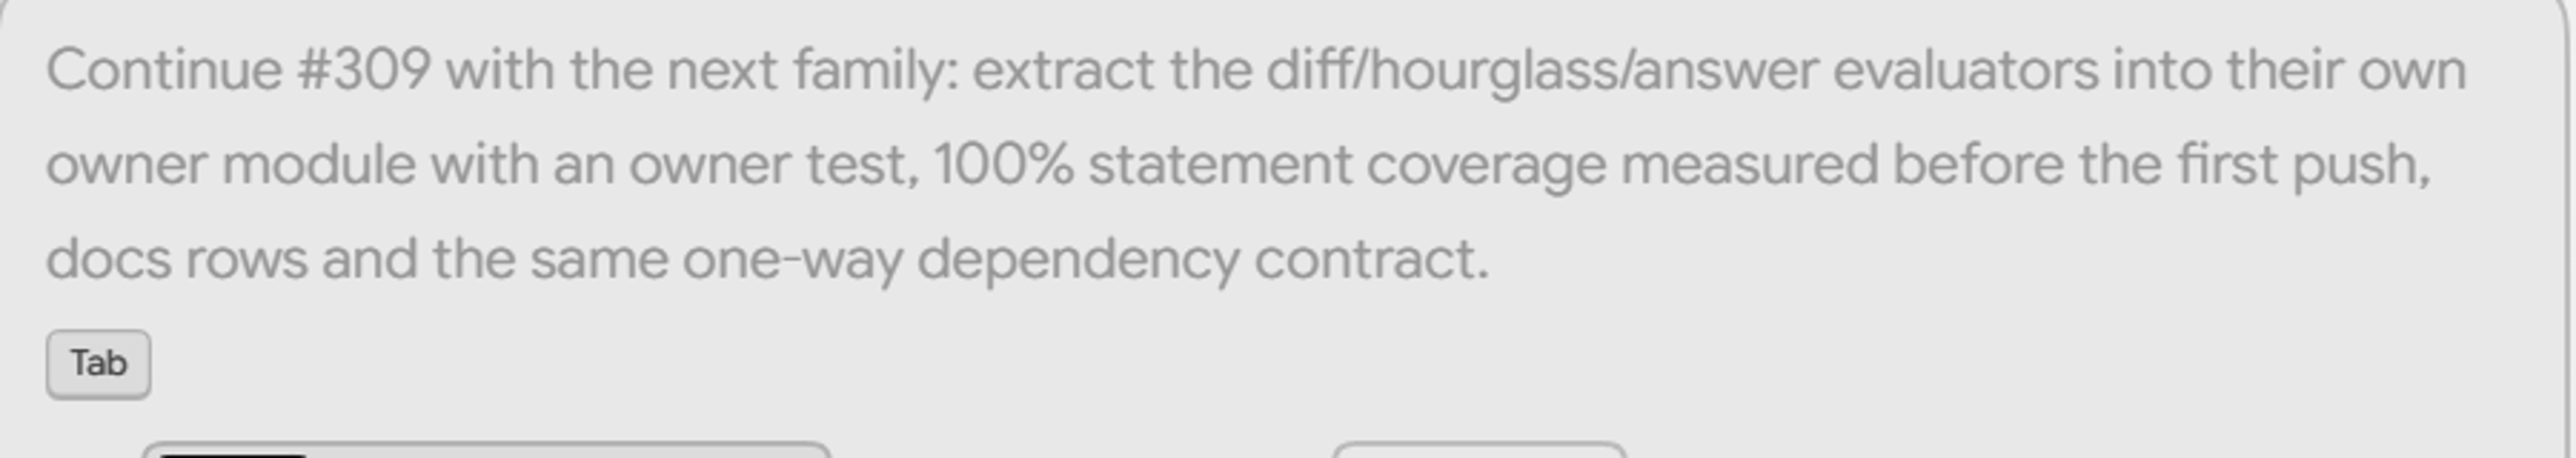 Continue #309 with the next family: extract the diff/hourglass/answer evaluators into their own
owner module with an owner test, 100% statement coverage measured before the first push,
docs rows and the same one-way dependency contract.
Tab